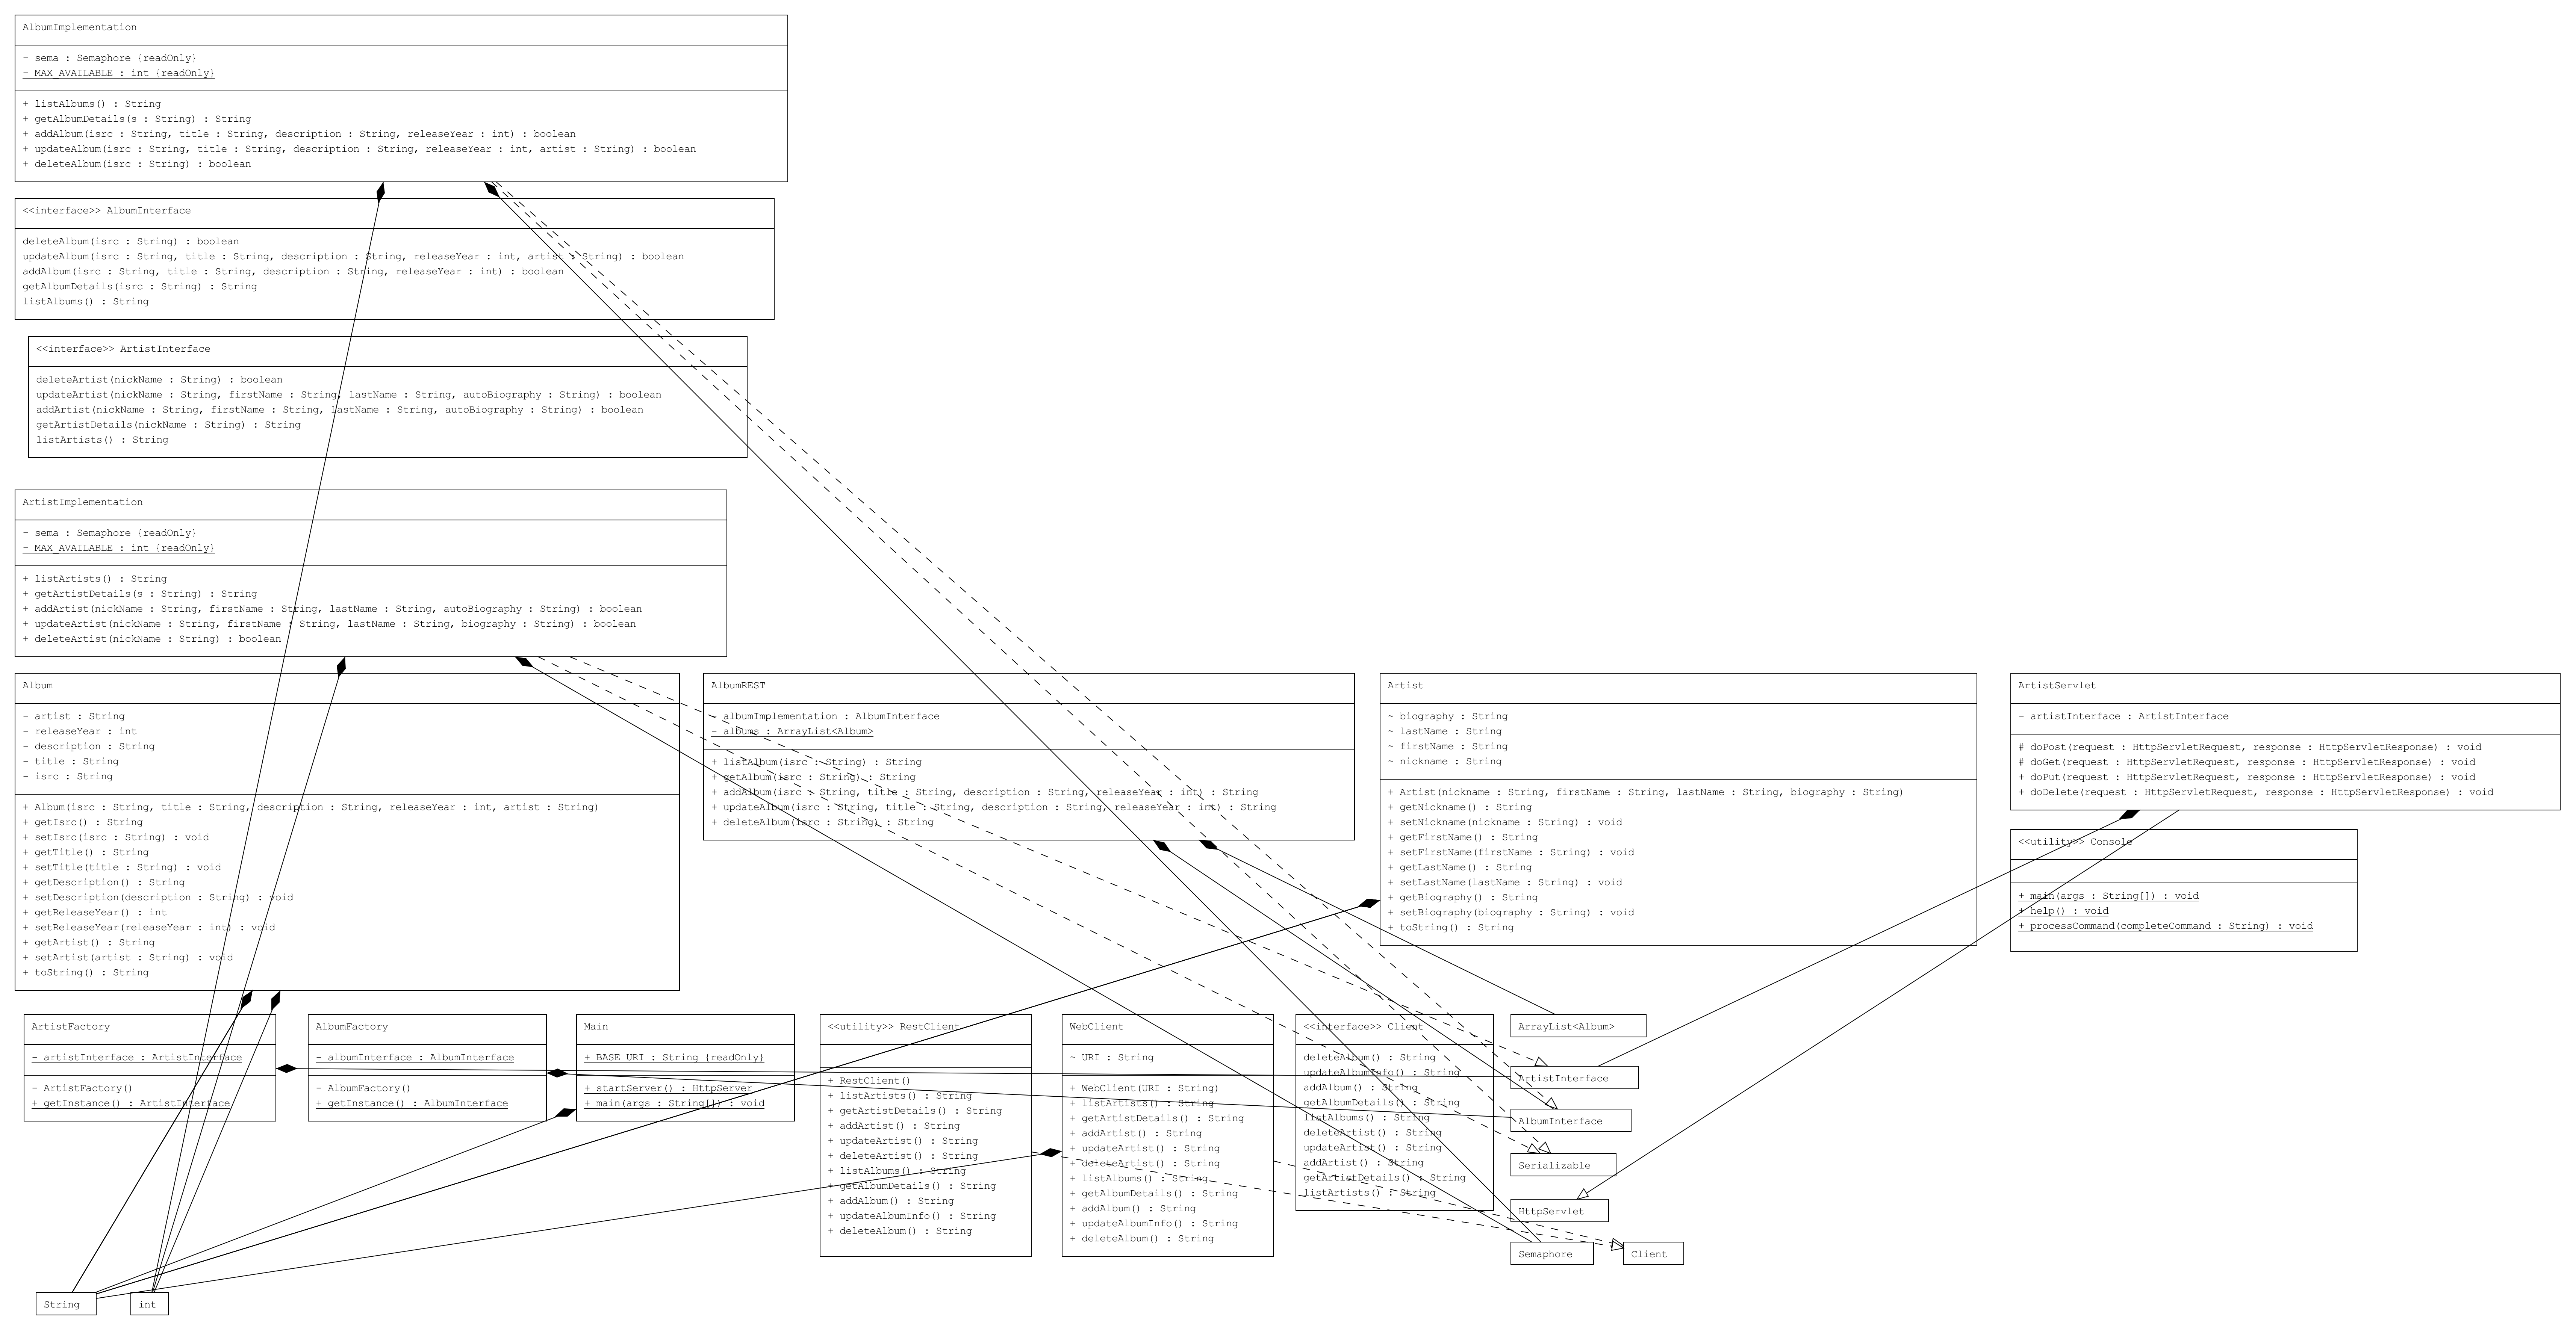 AlbumImplementation
- sema : Semaphore {readOnly}
- MAX_AVAILABLE : int {readOnly}
+ listAlbums() : String
+ getAlbumDetails(s : String) : String
+ addAlbum(isrc : String, title : String, description : String, releaseYear : int) : boolean
+ updateAlbum(isrc : String, title : String, description : String, releaseYear : int, artist : String) : boolean
+ deleteAlbum(isrc : String) : boolean
<<interface>> AlbumInterface
deleteAlbum(isrc : String) : boolean
updateAlbum(isrc : String, title : String, description : String, releaseYear : int, artist : String) : boolean
addAlbum(isrc : String, title : String, description : String, releaseYear : int) : boolean
getAlbumDetails(isrc : String) : String
listAlbums() : String
<<interface>> ArtistInterface
deleteArtist(nickName : String) : boolean
updateArtist(nickName : String, firstName : String, lastName : String, autoBiography : String) : boolean
addArtist(nickName : String, firstName : String, lastName : String, autoBiography : String) : boolean
getArtistDetails(nickName : String) : String
listArtists() : String
ArtistImplementation
- sema : Semaphore {readOnly}
- MAX_AVAILABLE : int {readOnly}
+ listArtists() : String
+ getArtistDetails(s : String) : String
+ addArtist(nickName : String, firstName : String, lastName : String, autoBiography : String) : boolean
+ updateArtist(nickName : String, firstName : String, lastName : String, biography : String) : boolean
+ deleteArtist(nickName : String) : boolean
Album
- artist : String
- releaseYear : int
- description : String
- title : String
- isrc : String
+ Album(isrc : String, title : String, description : String, releaseYear : int, artist : String)
+ getIsrc() : String
+ setIsrc(isrc : String) : void
+ getTitle() : String
+ setTitle(title : String) : void
+ getDescription() : String
+ setDescription(description : String) : void
+ getReleaseYear() : int
+ setReleaseYear(releaseYear : int) : void
+ getArtist() : String
+ setArtist(artist : String) : void
+ toString() : String
AlbumREST
- albumImplementation : AlbumInterface
- albums : ArrayList<Album>
+ listAlbum(isrc : String) : String
+ getAlbum(isrc : String) : String
+ addAlbum(isrc : String, title : String, description : String, releaseYear : int) : String
+ updateAlbum(isrc : String, title : String, description : String, releaseYear : int) : String
+ deleteAlbum(isrc : String) : String
Artist
~ biography : String
~ lastName : String
~ firstName : String
~ nickname : String
+ Artist(nickname : String, firstName : String, lastName : String, biography : String)
+ getNickname() : String
+ setNickname(nickname : String) : void
+ getFirstName() : String
+ setFirstName(firstName : String) : void
+ getLastName() : String
+ setLastName(lastName : String) : void
+ getBiography() : String
+ setBiography(biography : String) : void
+ toString() : String
ArtistServlet
- artistInterface : ArtistInterface
# doPost(request : HttpServletRequest, response : HttpServletResponse) : void
# doGet(request : HttpServletRequest, response : HttpServletResponse) : void
+ doPut(request : HttpServletRequest, response : HttpServletResponse) : void
+ doDelete(request : HttpServletRequest, response : HttpServletResponse) : void
<<utility>> Console
+ main(args : String[]) : void
+ help() : void
+ processCommand(completeCommand : String) : void
ArtistFactory
- artistInterface : ArtistInterface
- ArtistFactory()
+ getInstance() : ArtistInterface
AlbumFactory
- albumInterface : AlbumInterface
- AlbumFactory()
+ getInstance() : AlbumInterface
Main
+ BASE_URI : String {readOnly}
+ startServer() : HttpServer
+ main(args : String[]) : void
<<utility>> RestClient
+ RestClient()
+ listArtists() : String
+ getArtistDetails() : String
+ addArtist() : String
+ updateArtist() : String
+ deleteArtist() : String
+ listAlbums() : String
+ getAlbumDetails() : String
+ addAlbum() : String
+ updateAlbumInfo() : String
+ deleteAlbum() : String
WebClient
~ URI : String
+ WebClient(URI : String)
+ listArtists() : String
+ getArtistDetails() : String
+ addArtist() : String
+ updateArtist() : String
+ deleteArtist() : String
+ listAlbums() : String
+ getAlbumDetails() : String
+ addAlbum() : String
+ updateAlbumInfo() : String
+ deleteAlbum() : String
<<interface>> Client
deleteAlbum() : String
updateAlbumInfo() : String
addAlbum() : String
getAlbumDetails() : String
listAlbums() : String
deleteArtist() : String
updateArtist() : String
addArtist() : String
getArtistDetails() : String
listArtists() : String
ArrayList<Album>
ArtistInterface
AlbumInterface
Serializable
HttpServlet
Semaphore
Client
String
int